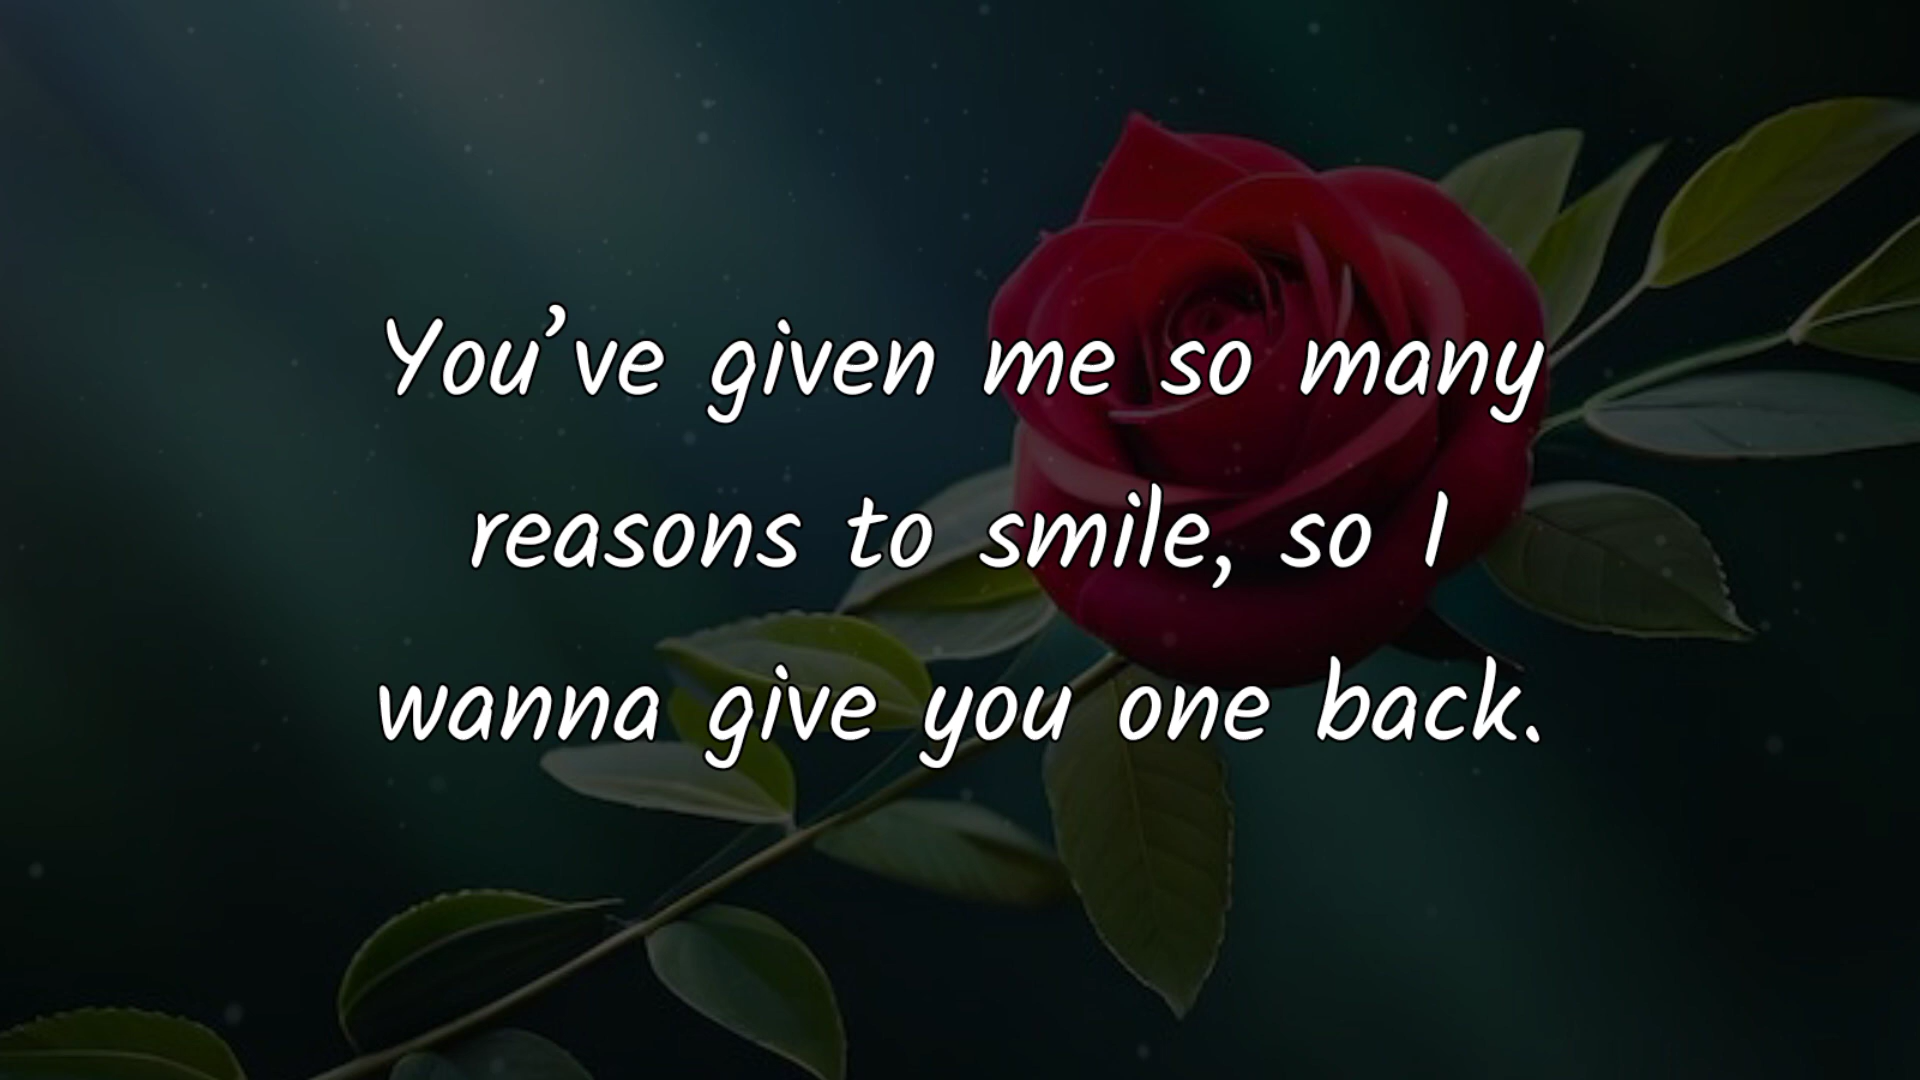 You’ve given me so many
reasons to smile, so I
wanna give you one back.